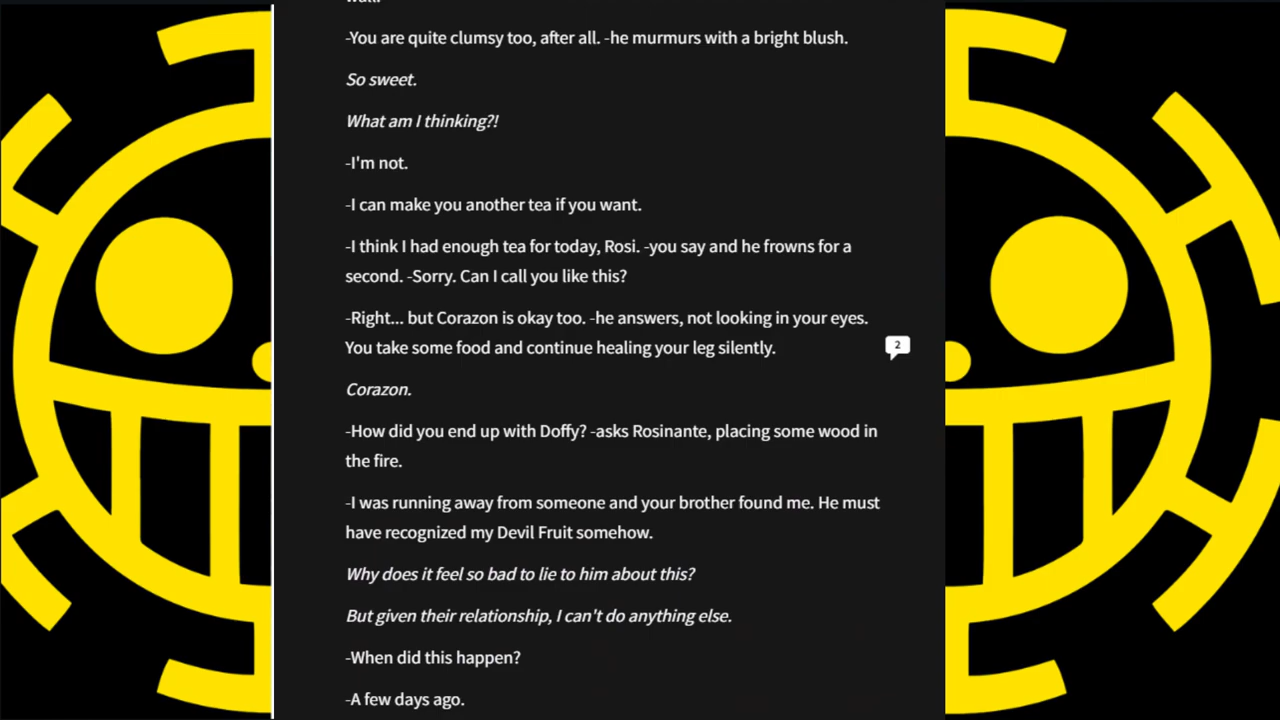 -You are quite clumsy too, after all. -he murmurs with a bright blush.
So sweet.
What am I thinking?!
-I'm not.
-I can make you another tea if you want.
-I think I had enough tea for today, Rosi. -you say and he frowns for a
second. -Sorry. Can I call you like this?
-Right... but Corazon is okay too. -he answers, not looking in your eyes.
You take some food and continue healing your leg silently.
2
Corazon.
-How did you end up with Doffy? -asks Rosinante, placing some wood in
the fire.
-I was running away from someone and your brother found me. He must
have recognized my Devil Fruit somehow.
Why does it feel so bad to lie to him about this?
But given their relationship, I can't do anything else.
-When did this happen?
-A few days ago.